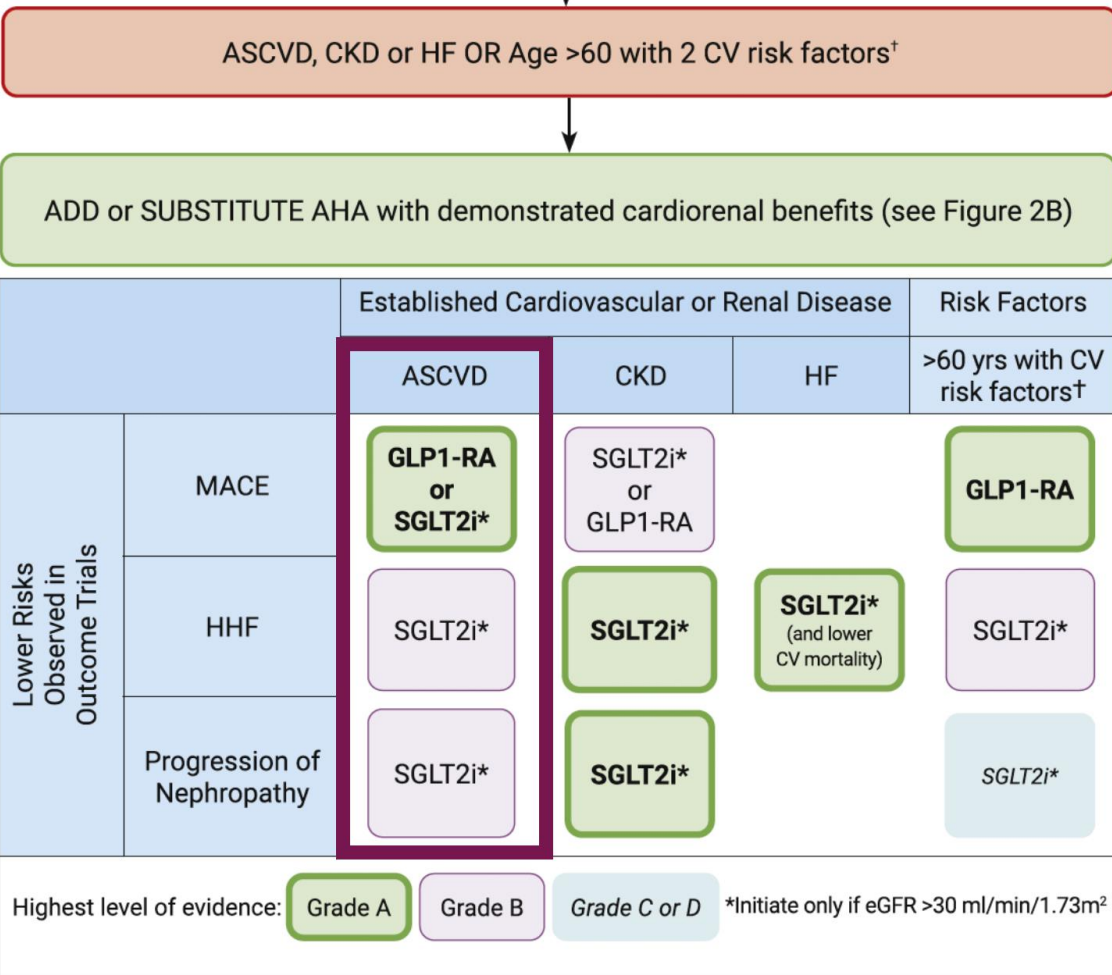 ASCVD, CKD or HF OR Age >60 with 2 CV risk factors†
ADD or SUBSTITUTE AHA with demonstrated cardiorenal benefits (see Figure 2B)
Established Cardiovascular or Renal Disease
Risk Factors
ASCVD
CKD
HF
>60 yrs with CV
risk factors†
Lower Risks
Observed in
Outcome Trials
MACE
GLP1-RA
or
SGLT2i*
SGLT2i*
or
GLP1-RA
GLP1-RA
HHF
SGLT2i*
SGLT2i*
SGLT2i*
(and lower
CV mortality)
SGLT2i*
Progression of
Nephropathy
SGLT2i*
SGLT2i*
SGLT2i*
Highest level of evidence:
Grade A
Grade B
Grade C or D
*Initiate only if eGFR >30 ml/min/1.73m²